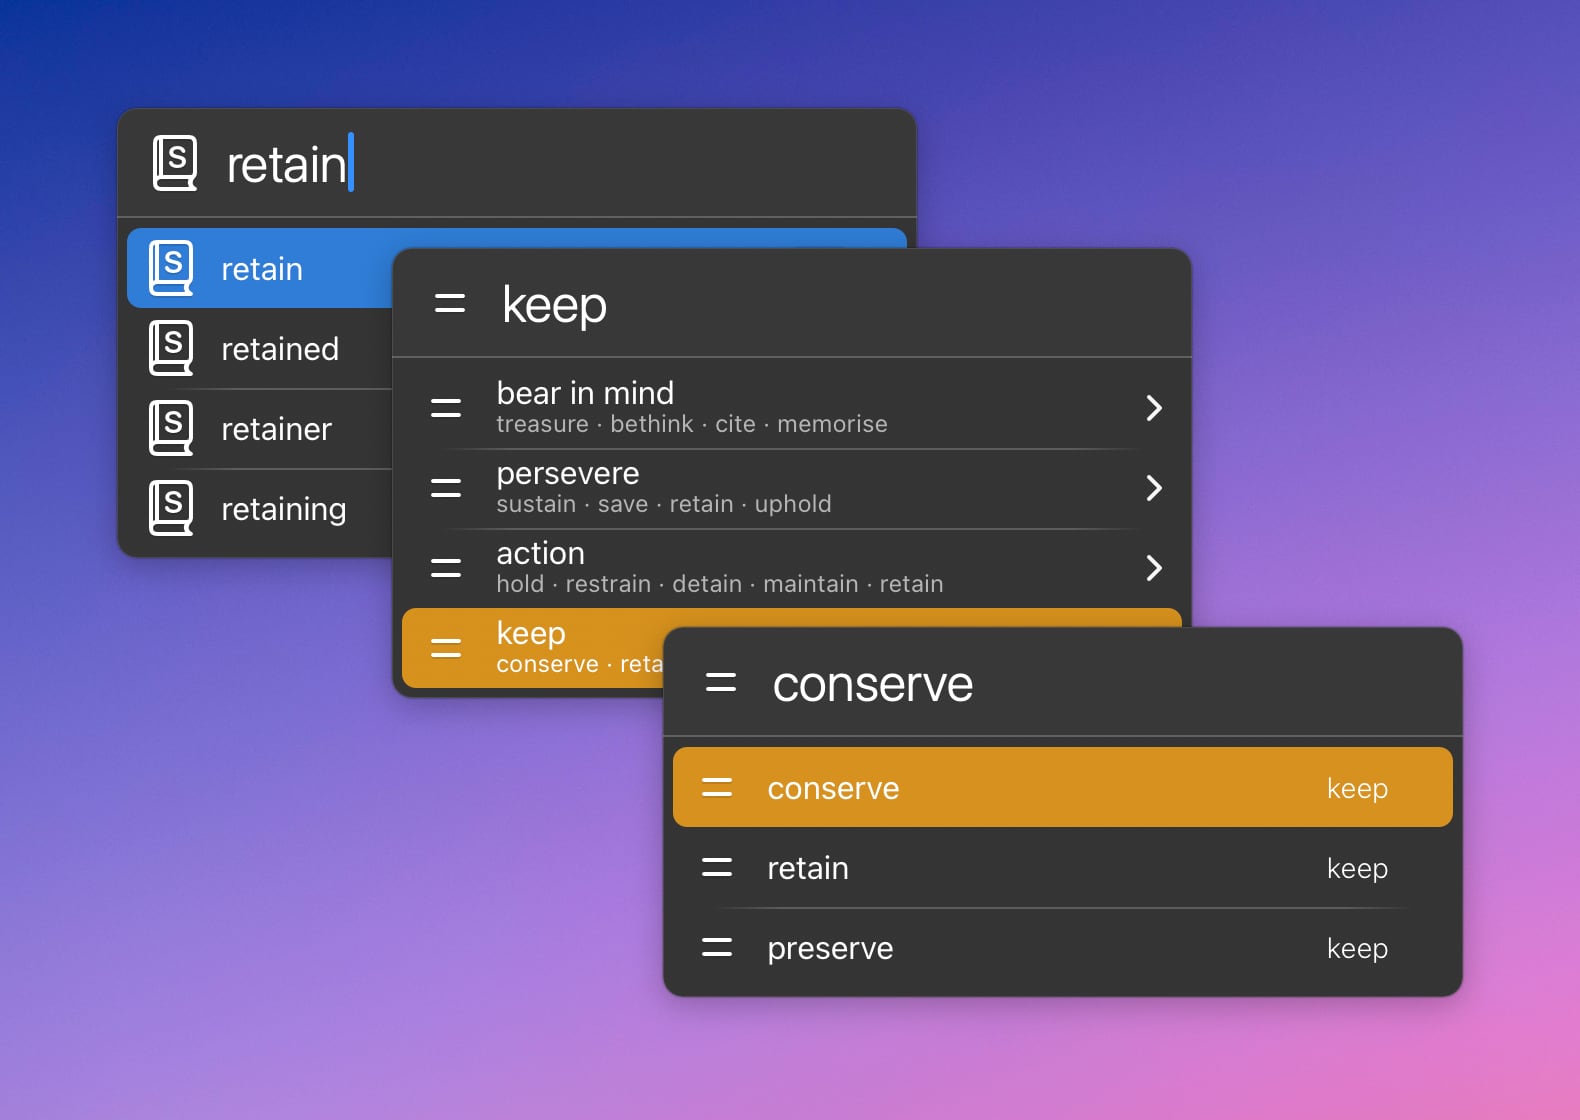 retain
retain
retained
retainer
retaining
keep
bear in mind
treasure · bethink · cite · memorise
persevere
sustain · save · retain · uphold
action
hold · restrain · detain · maintain · retain
keep
conserve ·
conserve
conserve keep
retain keep
preserve keep